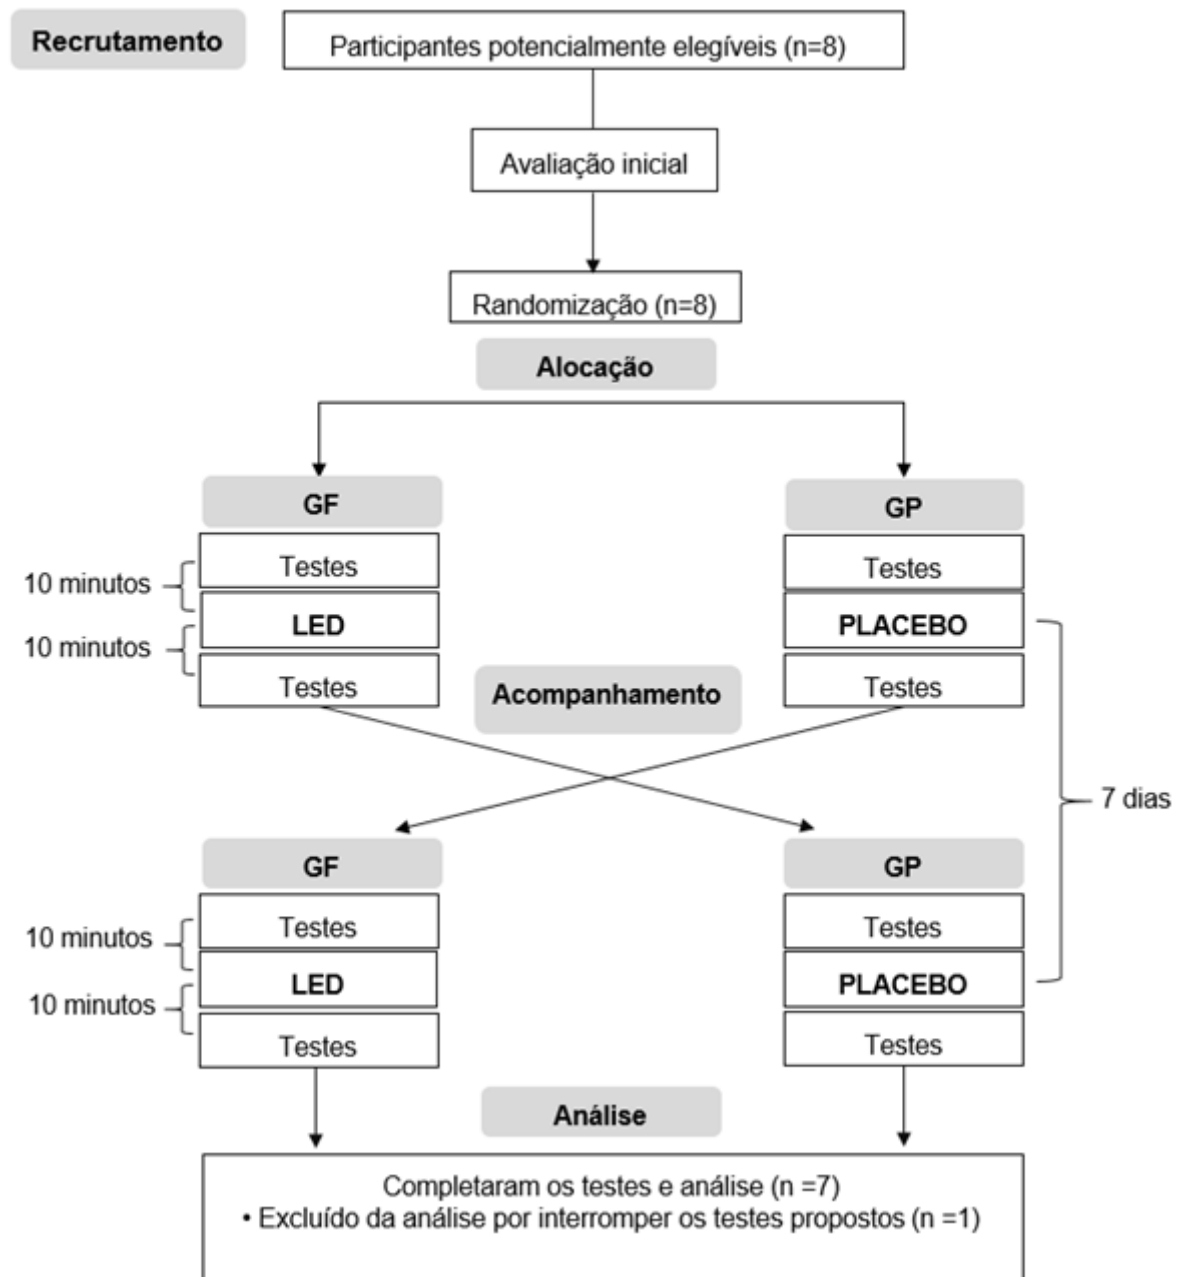 Recrutamento
Participantes potencialmente elegíveis (n=8)
Avaliação inicial
Randomização (n=8)
Alocação
GF
GP
Testes
Testes
10 minutos
LED
PLACEBO
10 minutos
Testes
Testes
Acompanhamento
7 dias
GF
GP
Testes
Testes
10 minutos
LED
PLACEBO
10 minutos
Testes
Testes
Análise
Completaram os testes e análise (n =7)
• Excluído da análise por interromper os testes propostos (n =1)